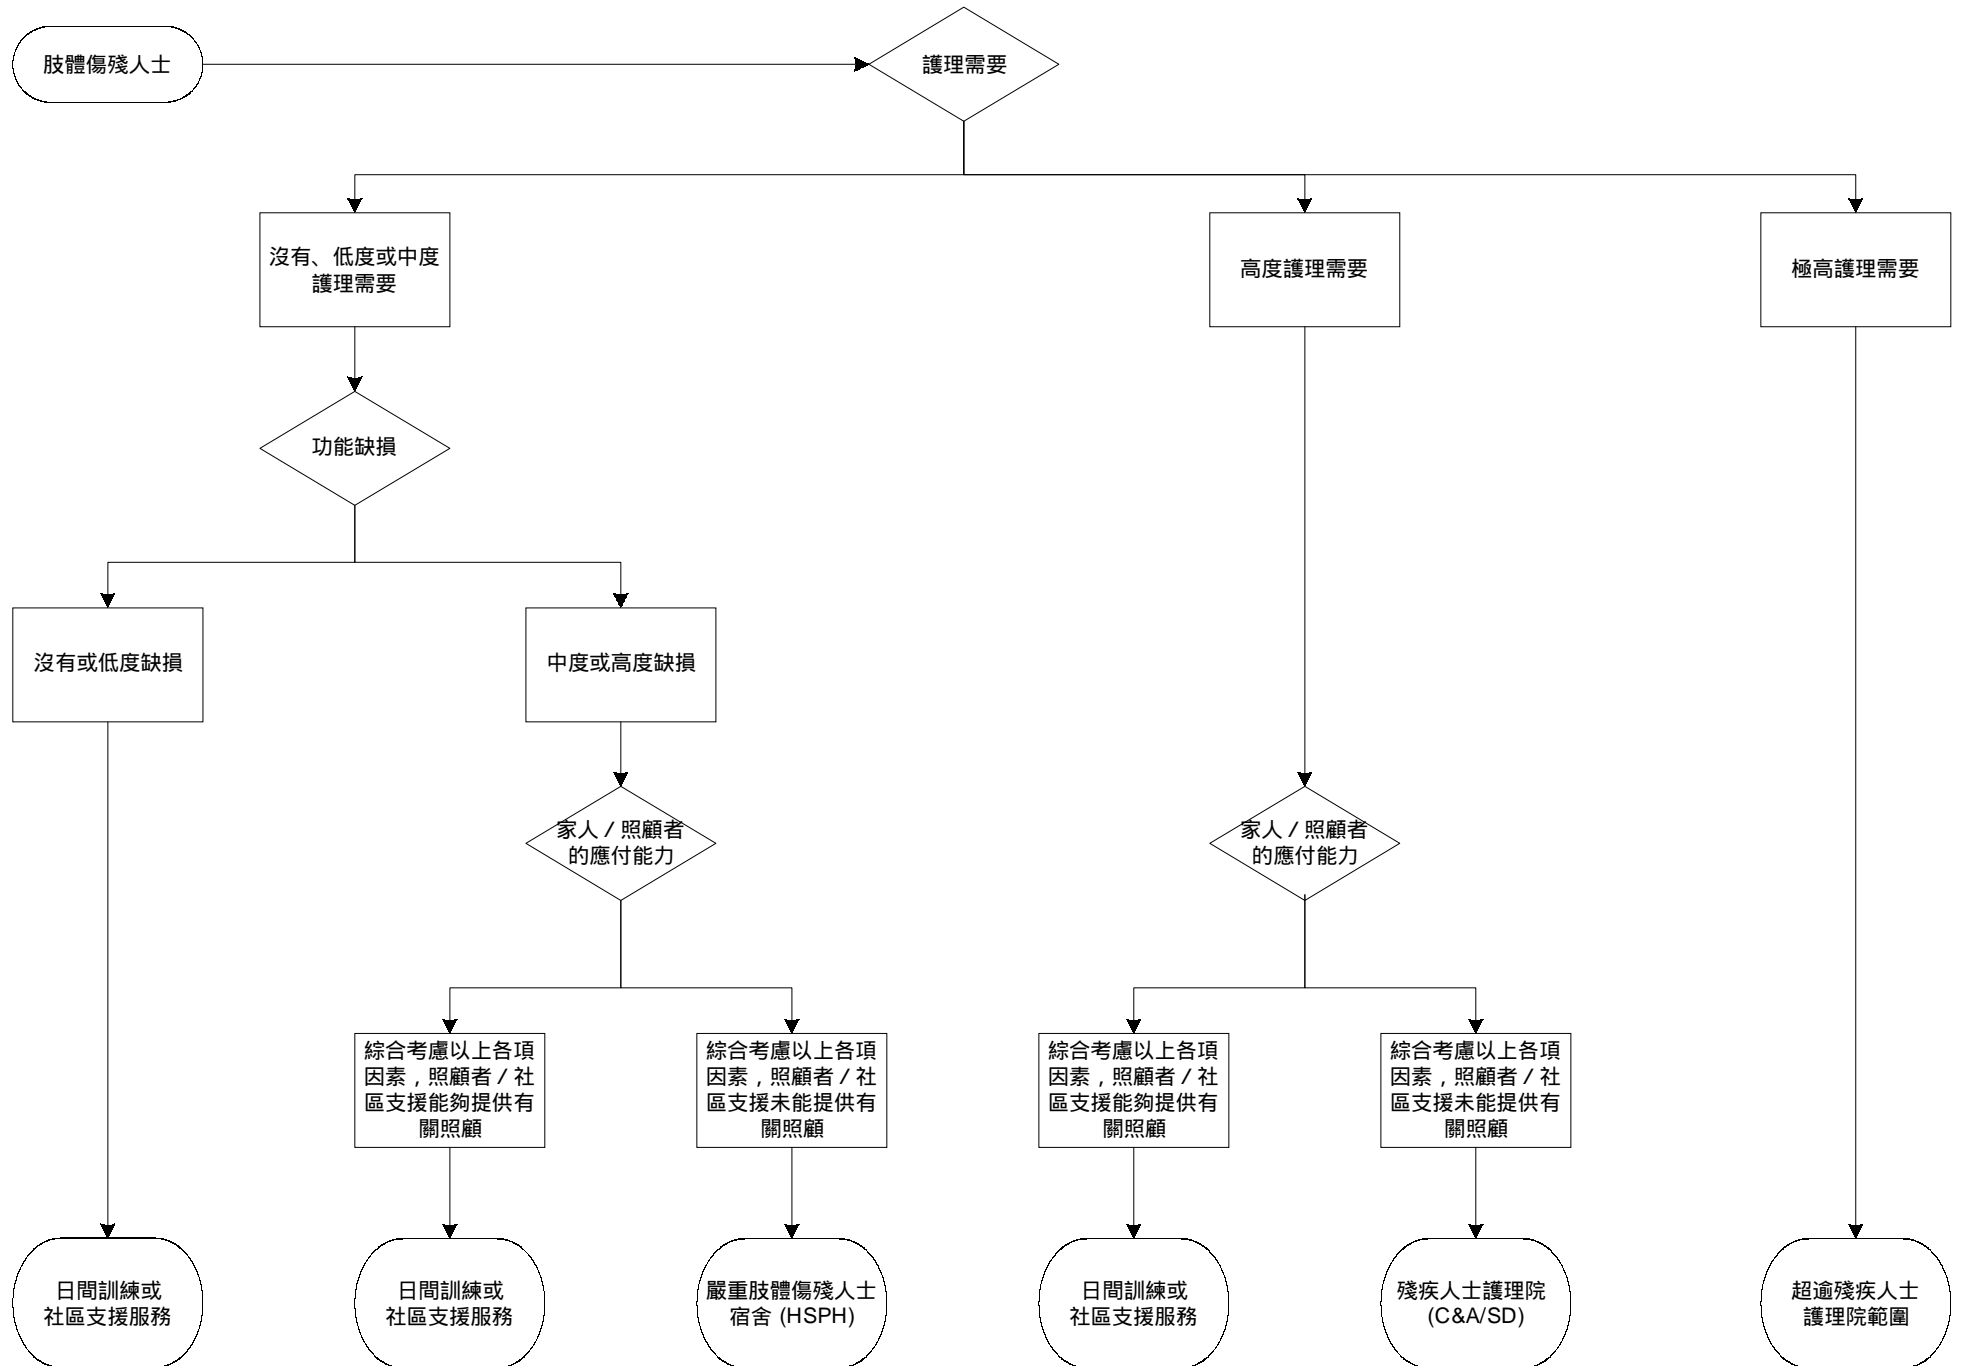 肢體傷殘人士
護理需要
沒有、低度或中度
護理需要
高度護理需要
極高護理需要
功能缺損
沒有或低度缺損
中度或高度缺損
家人 / 照顧者
的應付能力
家人 / 照顧者
的應付能力
綜合考慮以上各項
因素，照顧者 / 社
區支援能夠提供有
關照顧
綜合考慮以上各項
因素，照顧者 / 社
區支援未能提供有
關照顧
綜合考慮以上各項
因素，照顧者 / 社
區支援能夠提供有
關照顧
綜合考慮以上各項
因素，照顧者 / 社
區支援未能提供有
關照顧
日間訓練或
社區支援服務
日間訓練或
社區支援服務
嚴重肢體傷殘人士
宿舍 (HSPH)
日間訓練或
社區支援服務
殘疾人士護理院
(C&A/SD)
超逾殘疾人士
護理院範圍